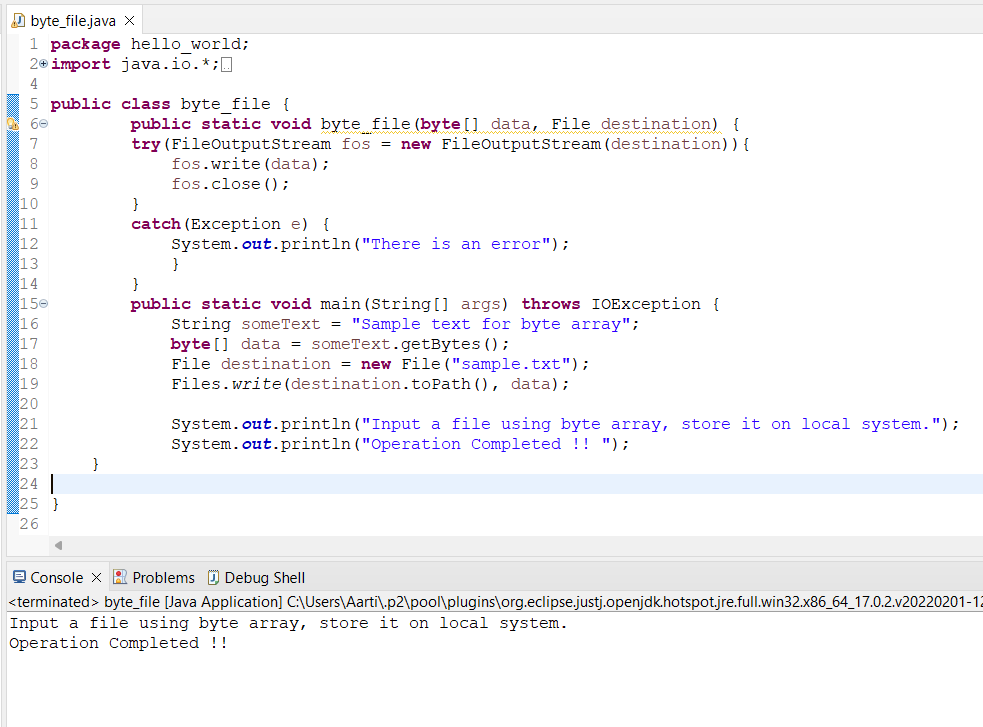 byte_file.java
1 package hello_world;
2 import java.io.*;
4
5 public class byte_file {
6 public static void byte_file(byte[] data, File destination) {
7 try(FileOutputStream fos = new FileOutputStream(destination)){
8 fos.write(data);
9 fos.close();
10 }
11 catch(Exception e) {
12 System.out.println("There is an error");
13 }
14 }
15 public static void main(String[] args) throws IOException {
16 String someText = "Sample text for byte array";
17 byte[] data = someText.getBytes();
18 File destination = new File("sample.txt");
19 Files.write(destination.toPath(), data);
20
21 System.out.println("Input a file using byte array, store it on local system.");
22 System.out.println("Operation Completed !! ");
23 }
24
25 }
26
Console Problems Debug Shell
<terminated> byte_file [Java Application] C:\Users\Aarti\.p2\pool\plugins\org.eclipse.justj.openjdk.hotspot.jre.full.win32.x86_64_17.0.2.v20220201-12
Input a file using byte array, store it on local system.
Operation Completed !!